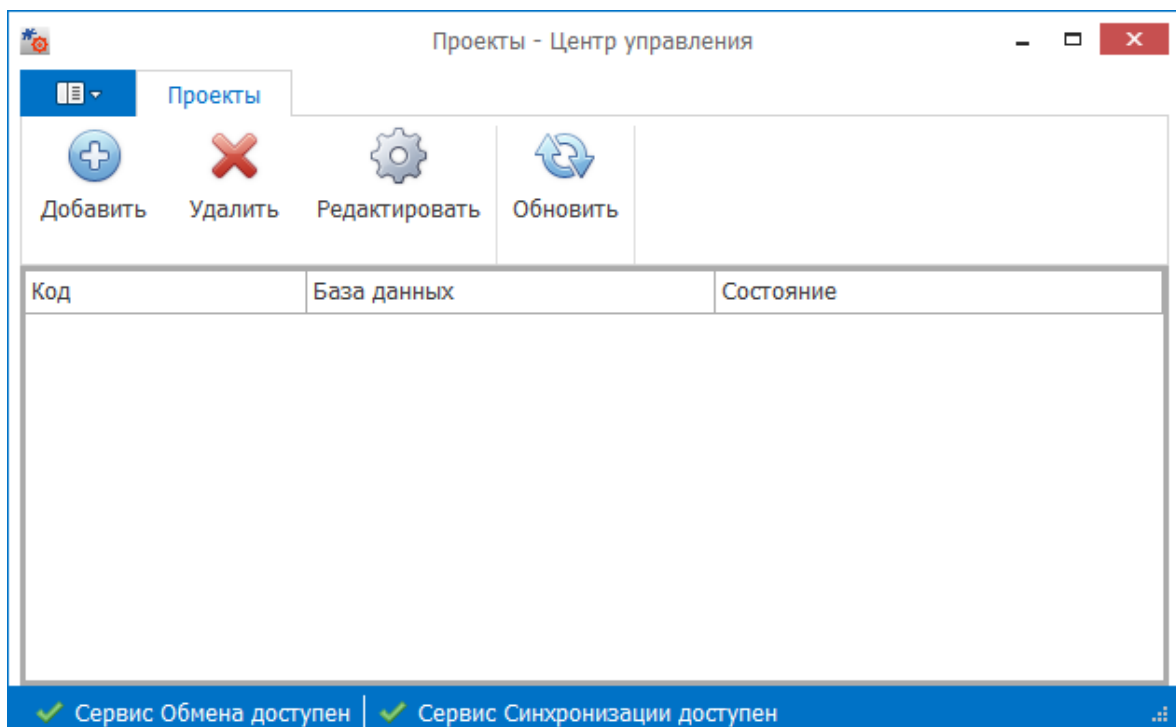 Проекты - Центр управления
Проекты
Добавить Удалить Редактировать Обновить
Код База данных Состояние
Сервис Обмена доступен Сервис Синхронизации доступен